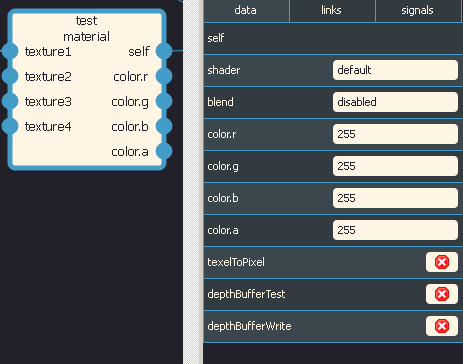 test
material
texture1 self
texture2 color.r
texture3 color.g
texture4 color.b
color.a
data links signals
self
shader default
blend disabled
color.r 255
color.g 255
color.b 255
color.a 255
texelToPixel
depthBufferTest
depthBufferWrite